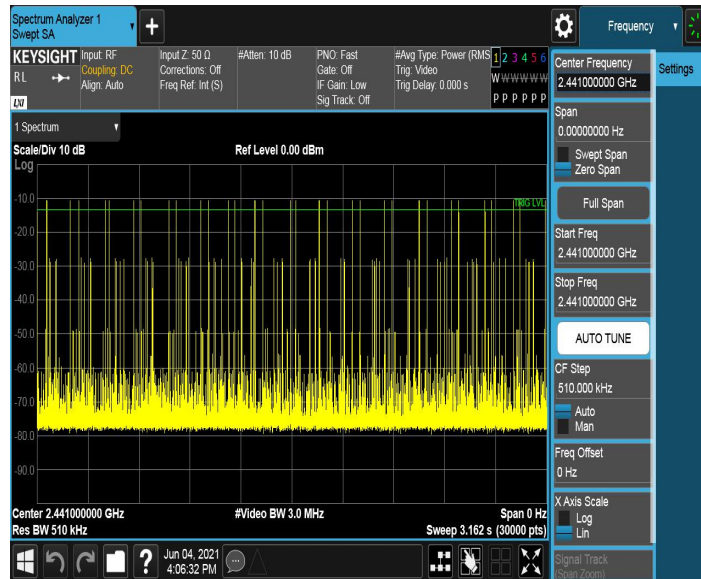 Spectrum Analyzer 1
Swept SA
+
Frequency
KEYSIGHT
RL
LXI
Input: RF
Coupling: DC
Align: Auto
Input Z: 50 Ω
Corrections: Off
Freq Ref: Int (S)
#Atten: 10 dB
PNO: Fast
Gate: Off
IF Gain: Low
Sig Track: Off
#Avg Type: Power (RMS
Trig: Video
Trig Delay: 0.000 s
1 2 3 4 5 6
W W W W W W
P P P P P P
Center Frequency
2.441000000 GHz
Settings
Span
0.00000000 Hz
Swept Span
Zero Span
Full Span
Start Freq
2.441000000 GHz
Stop Freq
2.441000000 GHz
AUTO TUNE
CF Step
510.000 kHz
Auto
Man
Freq Offset
0 Hz
X Axis Scale
Log
Lin
Signal Track
(Span Zoom)
1 Spectrum
Scale/Div 10 dB
Ref Level 0.00 dBm
Log
TRIG LVL
-10.0
-20.0
-30.0
-40.0
-50.0
-60.0
-70.0
-80.0
-90.0
Center 2.441000000 GHz
#Video BW 3.0 MHz
Span 0 Hz
Res BW 510 kHz
Sweep 3.162 s (30000 pts)
?
Jun 04, 2021
4:06:32 PM